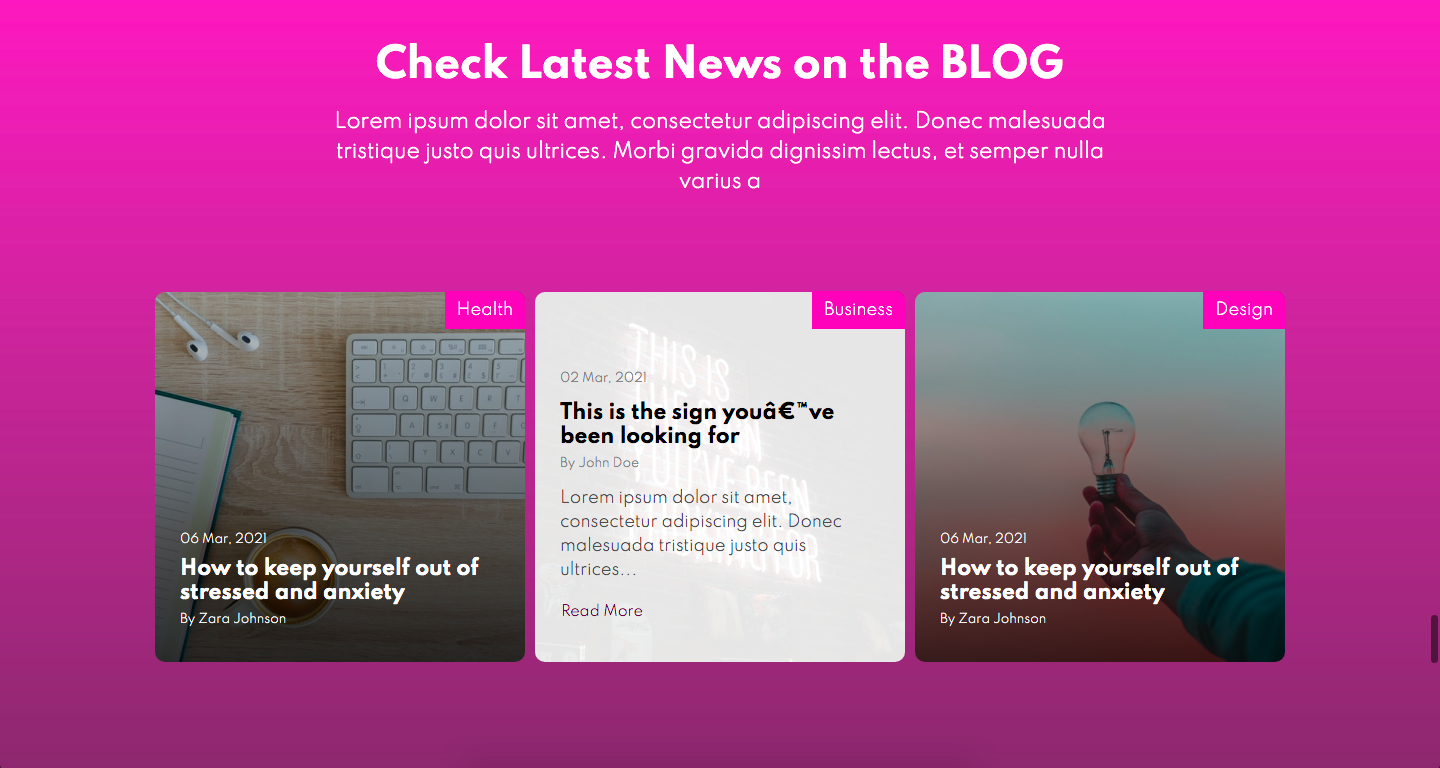 Check Latest News on the BLOG
Lorem ipsum dolor sit amet, consectetur adipiscing elit. Donec malesuada
tristique justo quis ultrices. Morbi gravida dignissim lectus, et semper nulla
varius a
Health
06 Mar, 2021
How to keep yourself out of
stressed and anxiety
By Zara Johnson
Business
THIS IS
02 Mar, 2021
This is the sign youâ€™ve
been looking for
By John Doe
Lorem ipsum dolor sit amet,
consectetur adipiscing elit. Donec
malesuada tristique justo quis
ultrices...
Read More
Design
06 Mar, 2021
How to keep yourself out of
stressed and anxiety
By Zara Johnson